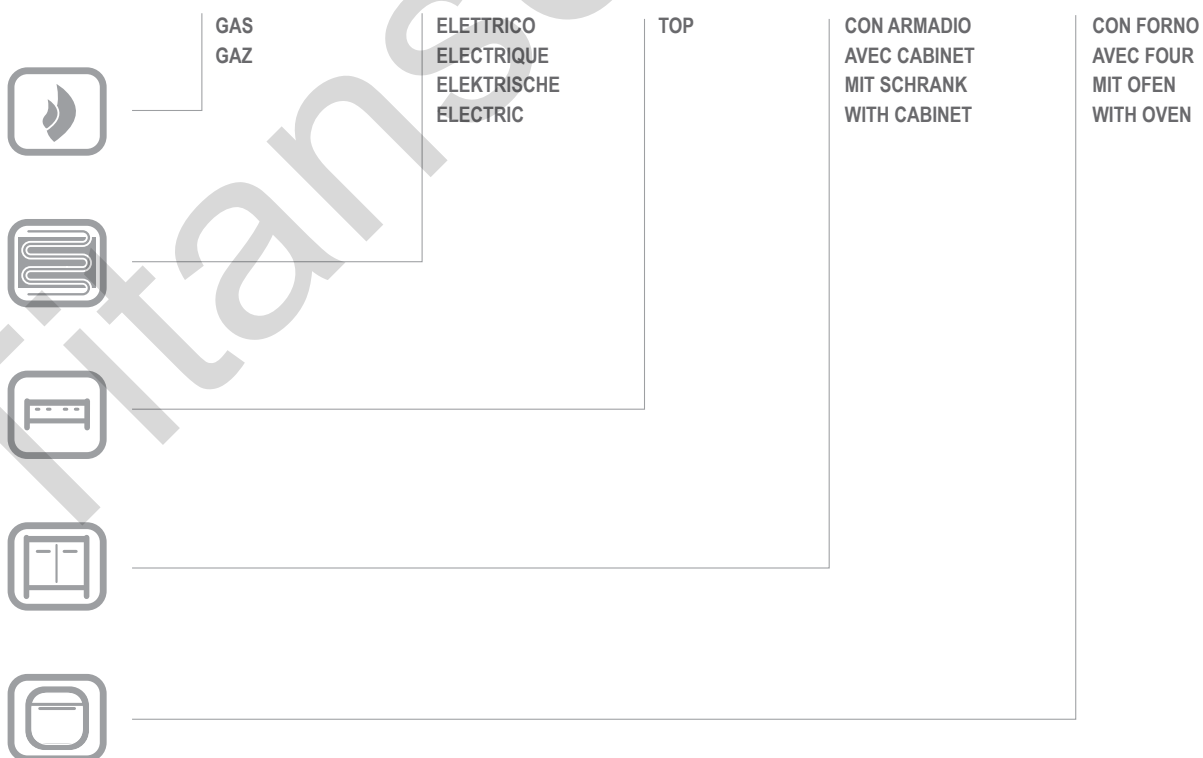 GAS
GAZ
ELETTRICO
ELECTRIQUE
ELEKTRISCHE
ELECTRIC
TOP
CON ARMADIO
AVEC CABINET
MIT SCHRANK
WITH CABINET
CON FORNO
AVEC FOUR
MIT OFEN
WITH OVEN